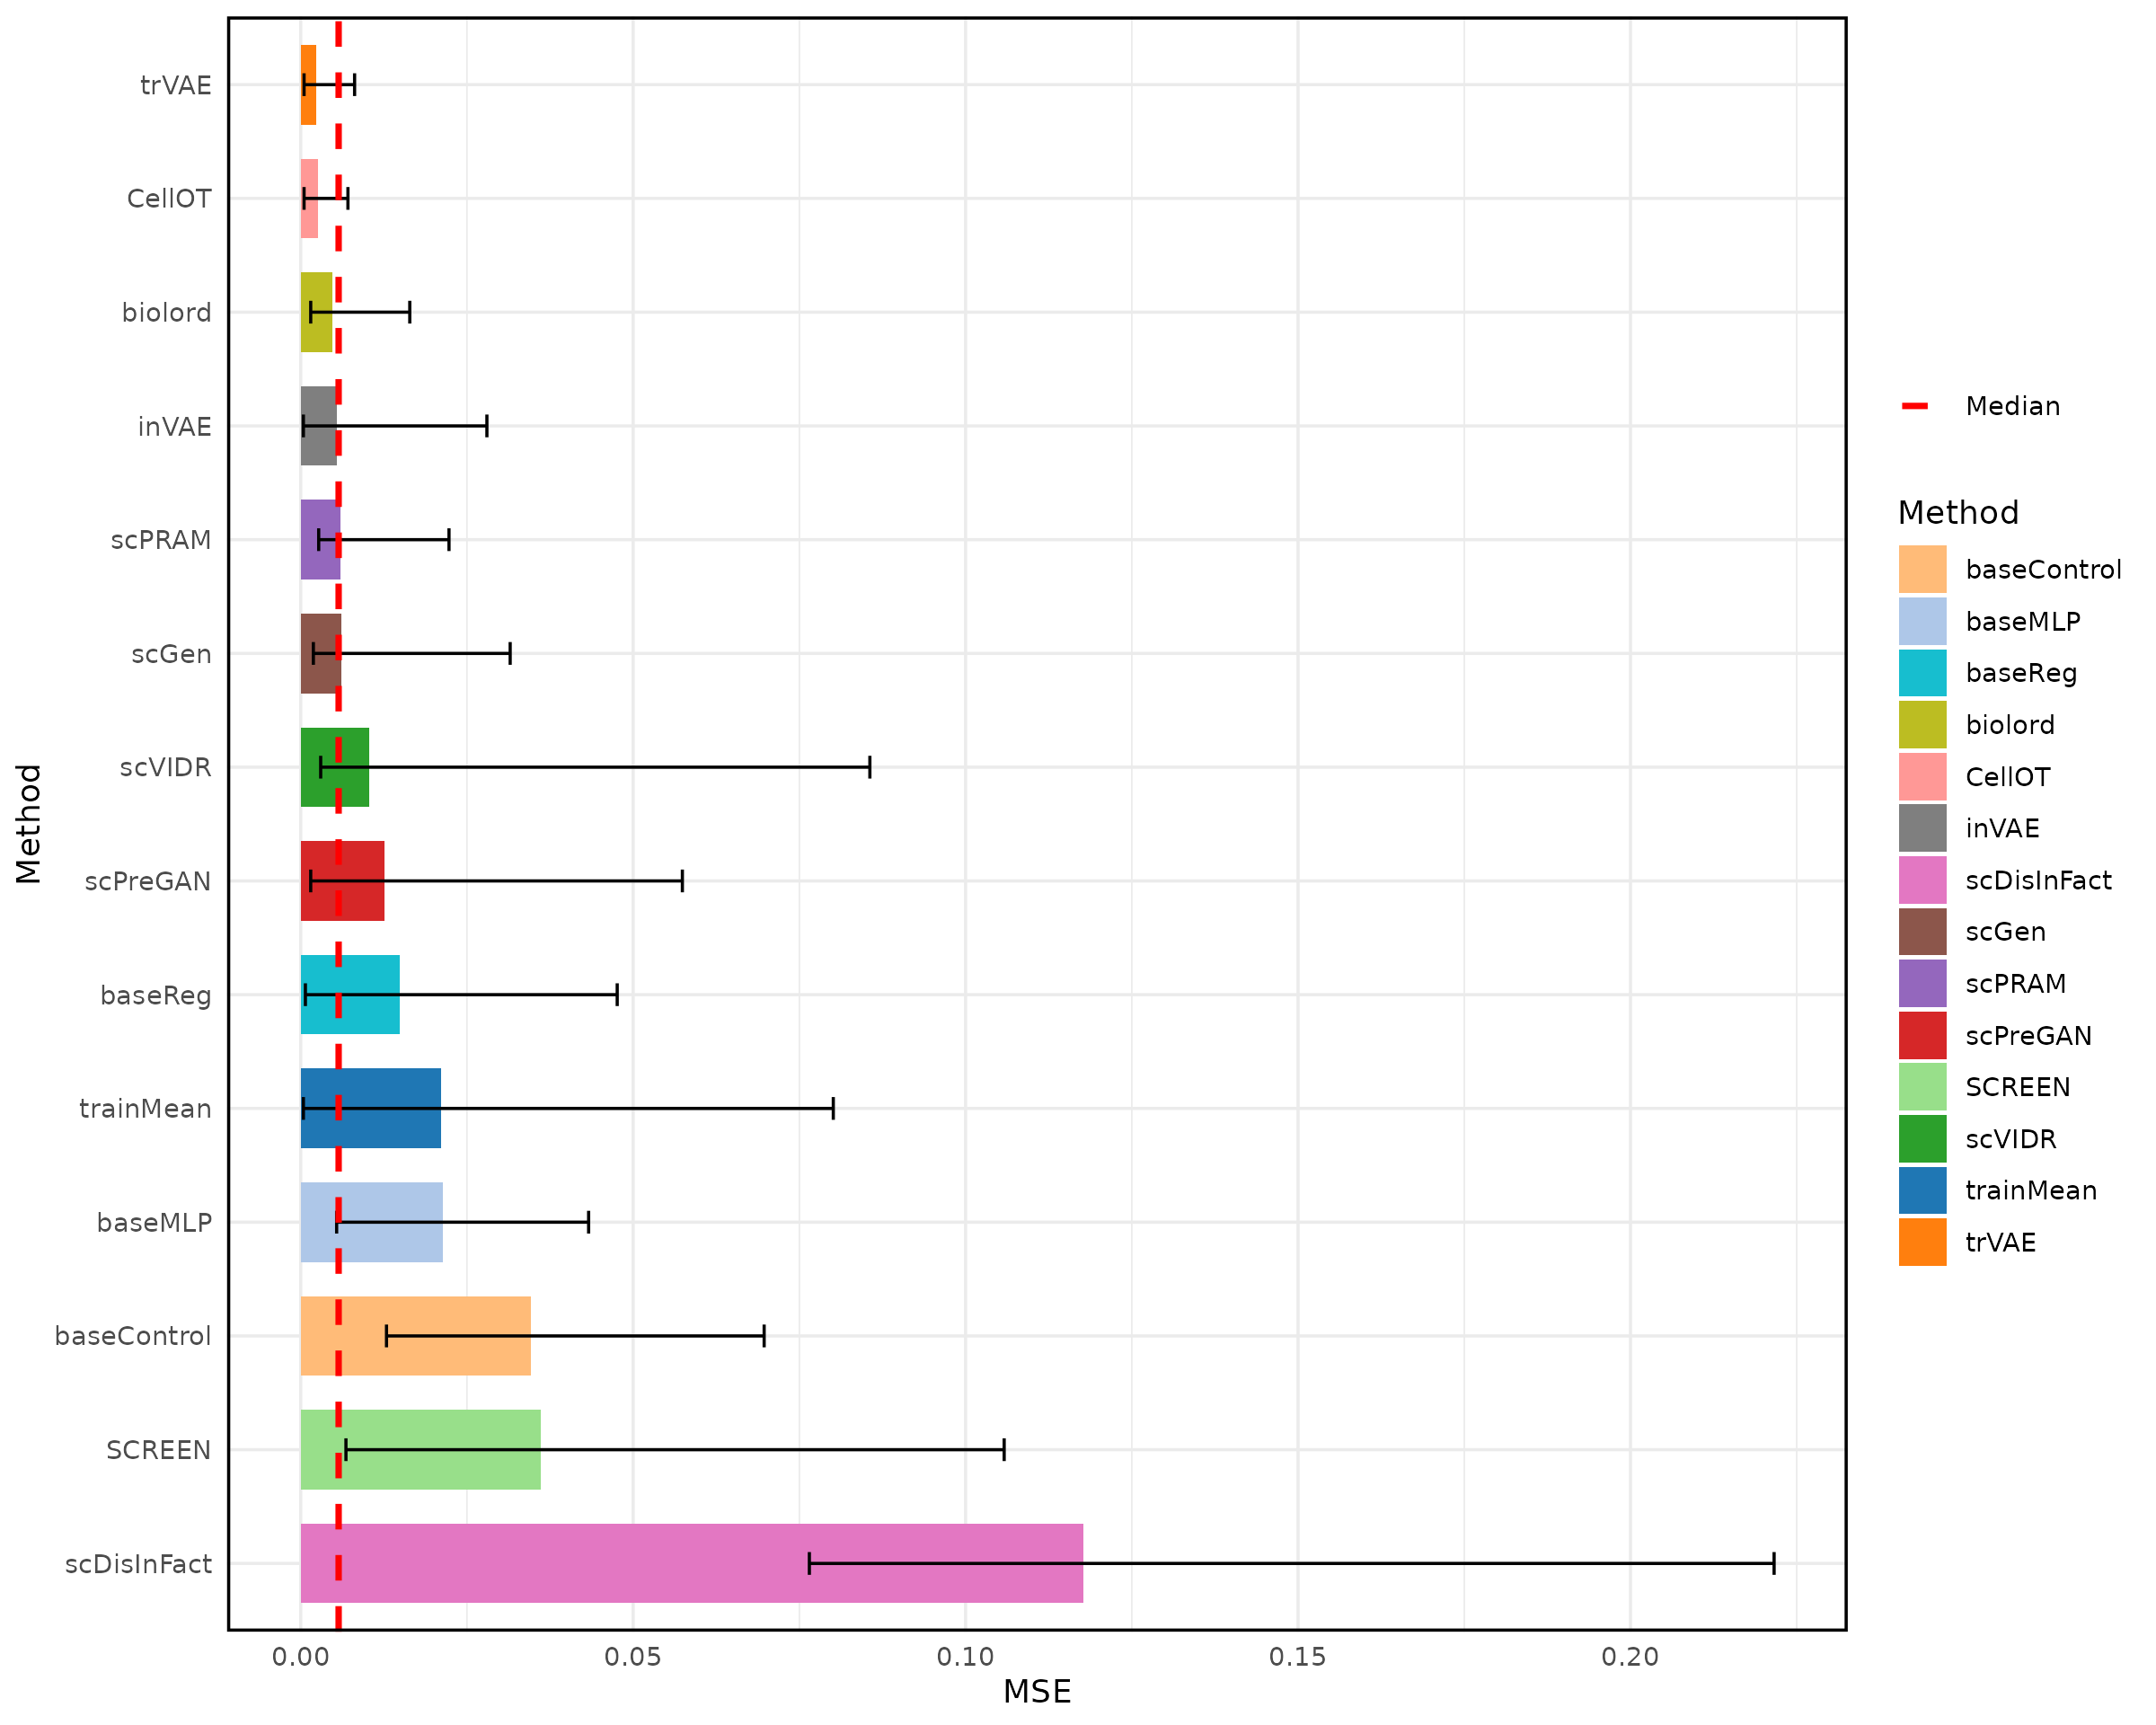 Method
trVAE
CellOT
biolord
inVAE
scPRAM
scGen
scVIDR
scPreGAN
baseReg
trainMean
baseMLP
baseControl
SCREEN
scDisInFact
0.00 0.05 0.10 0.15 0.20
MSE
Median
Method
baseControl
baseMLP
baseReg
biolord
CellOT
inVAE
scDisInFact
scGen
scPRAM
scPreGAN
SCREEN
scVIDR
trainMean
trVAE